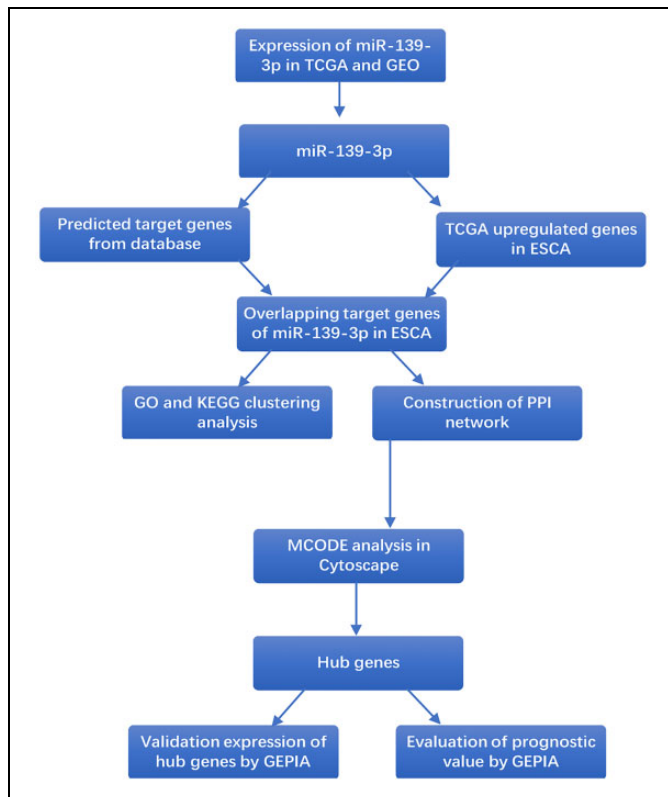 Expression of miR-139-
3p in TCGA and GEO
miR-139-3p
Predicted target genes
from database
TCGA upregulated genes
in ESCA
Overlapping target genes
of miR-139-3p in ESCA
GO and KEGG clustering
analysis
Construction of PPI
network
MCODE analysis in
Cytoscape
Hub genes
Validation expression of
hub genes by GEPIA
Evaluation of prognostic
value by GEPIA